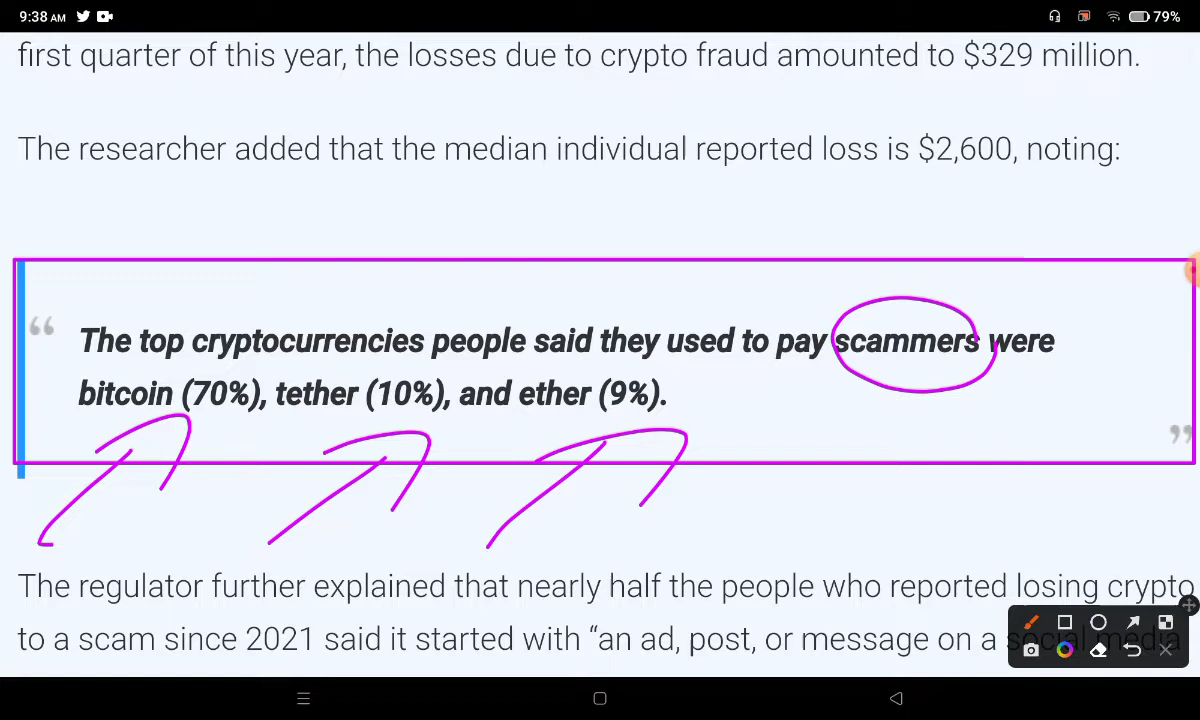 9:38 AM 79%
first quarter of this year, the losses due to crypto fraud amounted to $329 million.
The researcher added that the median individual reported loss is $2,600, noting:
“
The top cryptocurrencies people said they used to pay scammers were
bitcoin (70%), tether (10%), and ether (9%).
”
The regulator further explained that nearly half the people who reported losing crypto
to a scam since 2021 said it started with “an ad, post, or message on a social media